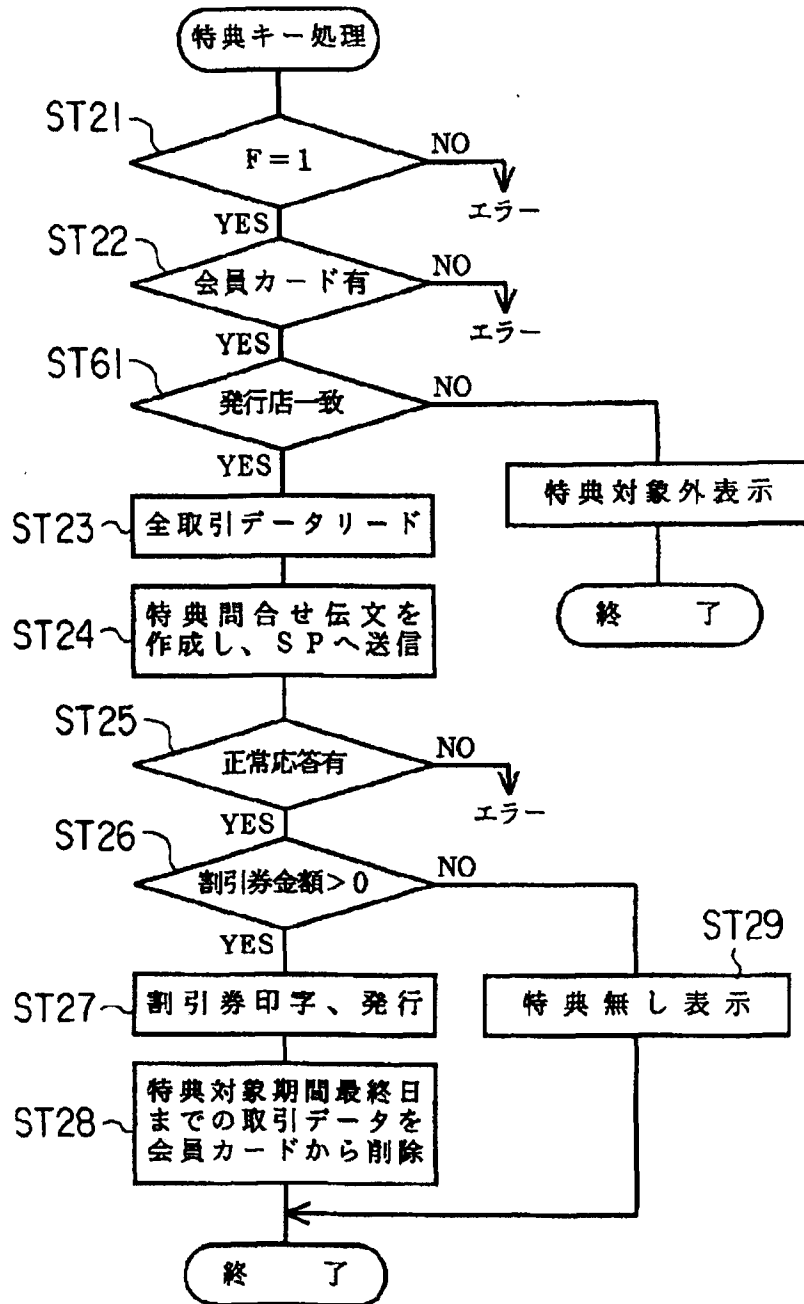 特典キー処理
ST21
F=1
NO
エラー
YES
ST22
会員カード有
NO
エラー
YES
ST61
発行店一致
NO
YES
特典対象外表示
終 了
ST23
全取引データリード
ST24
特典問合せ伝文を
作成し、SPへ送信
ST25
正常応答有
NO
エラー
YES
ST26
割引券金額>0
NO
YES
ST29
特典無し表示
ST27
割引券印字、発行
ST28
特典対象期間最終日
までの取引データを
会員カードから削除
終 了